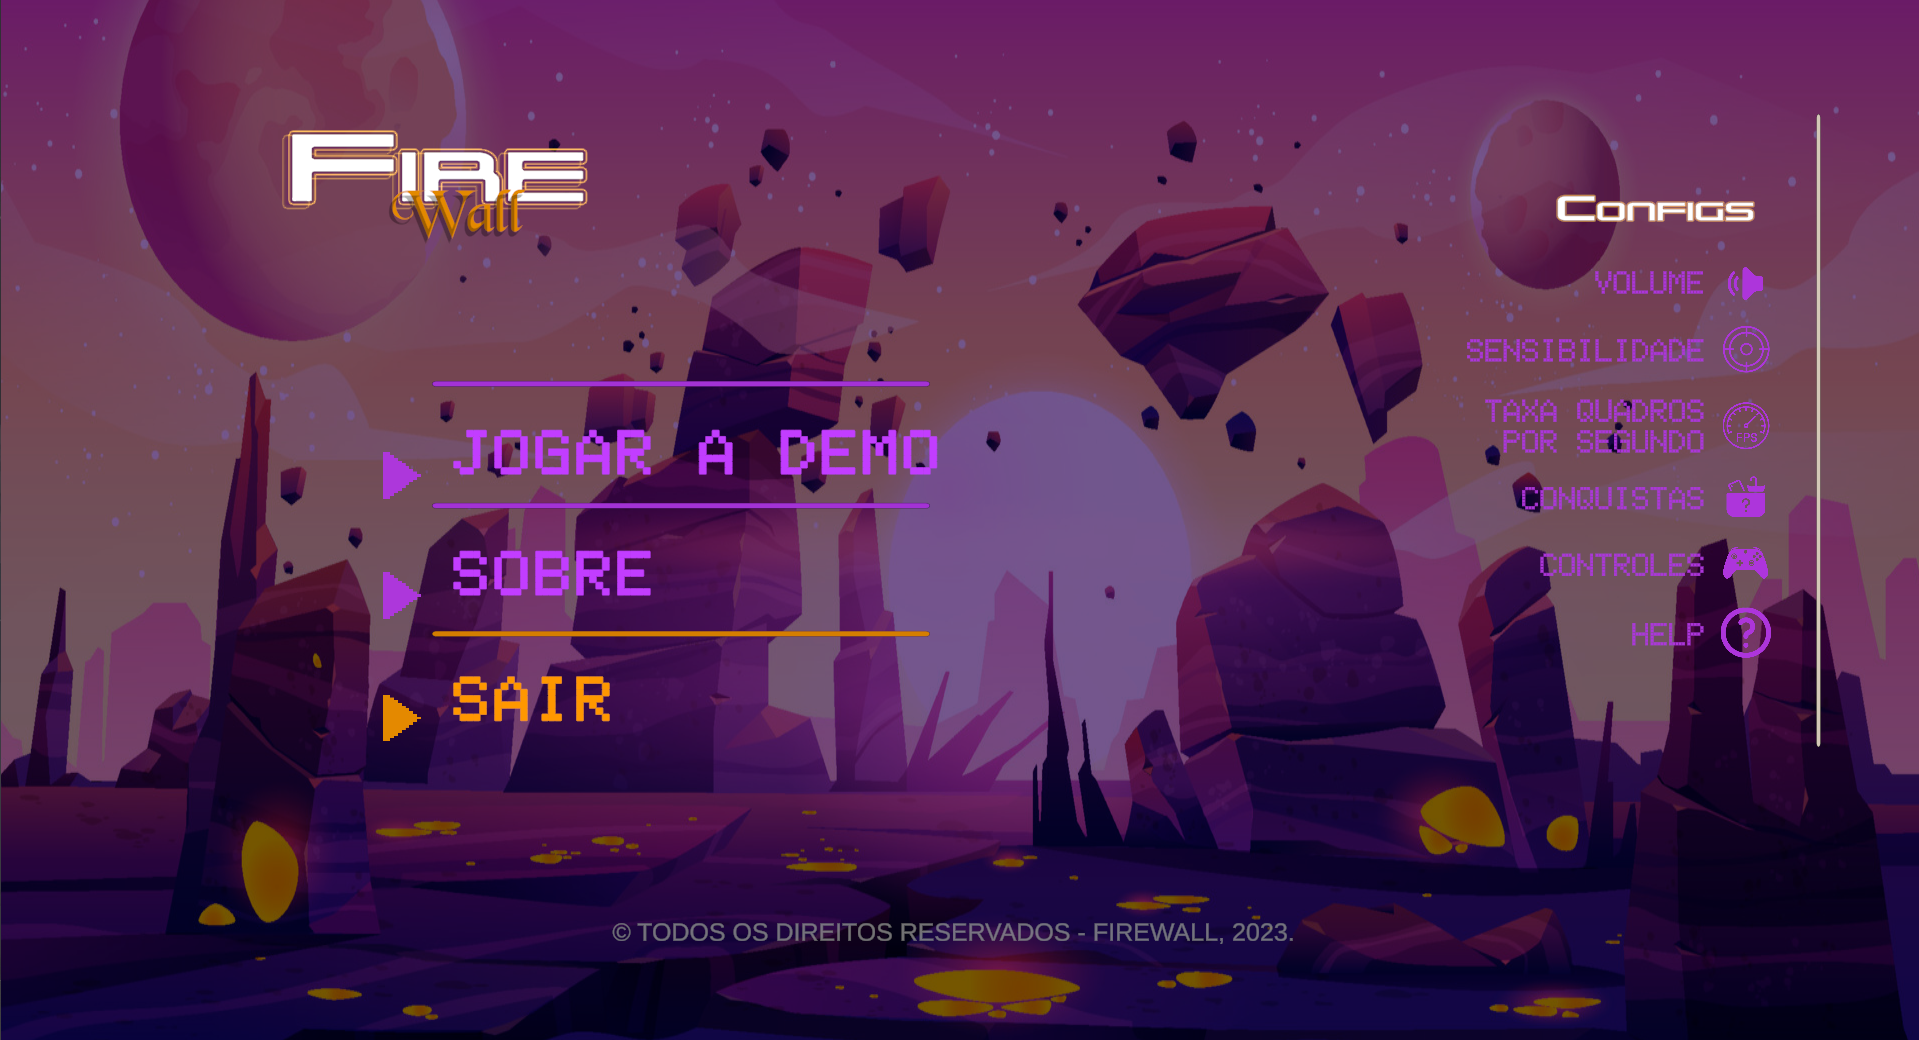 FIRE
Wall
JOGAR A DEMO
SOBRE
SAIR
CONFIGS
VOLUME
SENSIBILIDADE
TAXA QUADROS
POR SEGUNDO
FPS
CONQUISTAS
?
CONTROLES
HELP
?
© TODOS OS DIREITOS RESERVADOS - FIREWALL, 2023.